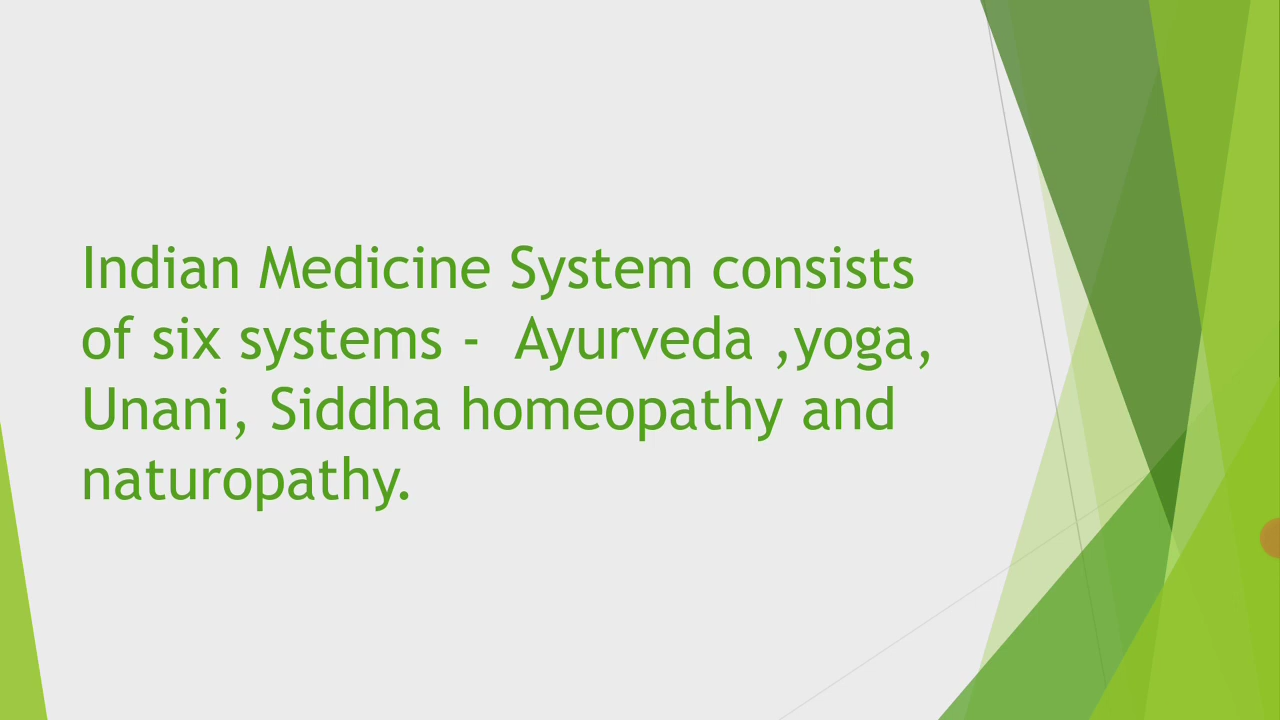 Indian Medicine System consists
of six systems -  Ayurveda ,yoga,
Unani, Siddha homeopathy and
naturopathy.